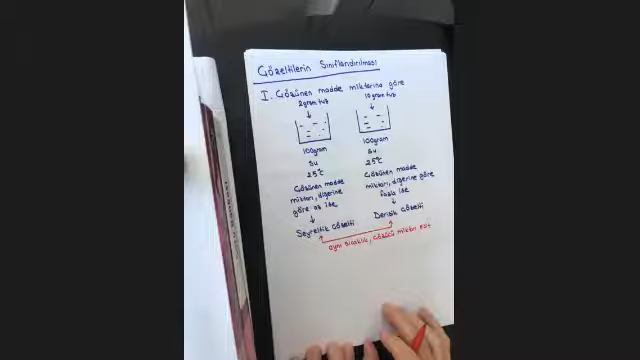 Çözeltilerin Sınıflandırılması
I. Çözünen madde miktarına göre
2 gram tuz
100 gram
su
25°C
Çözünen madde
miktarı, diğerine
göre az ise
Seyreltik Çözelti
10 gram tuz
100 gram
su
25°C
Çözünen madde
miktarı, diğerine göre
fazla ise
Derişik Çözelti
aynı sıcaklık, çözücü miktarı eşit